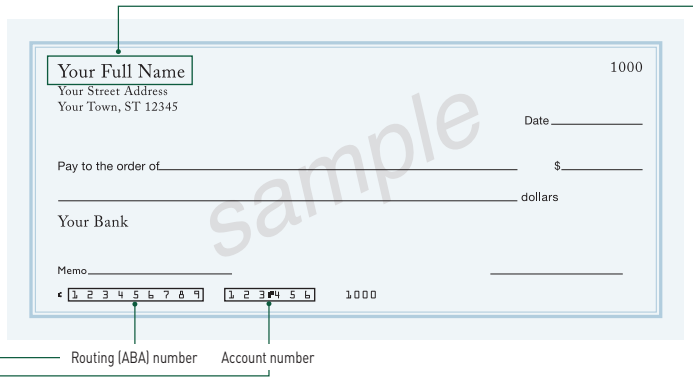 Your Full Name 1000
Your Street Address
Your Town, ST 12345
Date
Pay to the order of $
dollars
sample
Your Bank
Memo
1 2 3 4 5 6 7 8 9 1 2 3 4 5 6 1000
Routing (ABA) number Account number